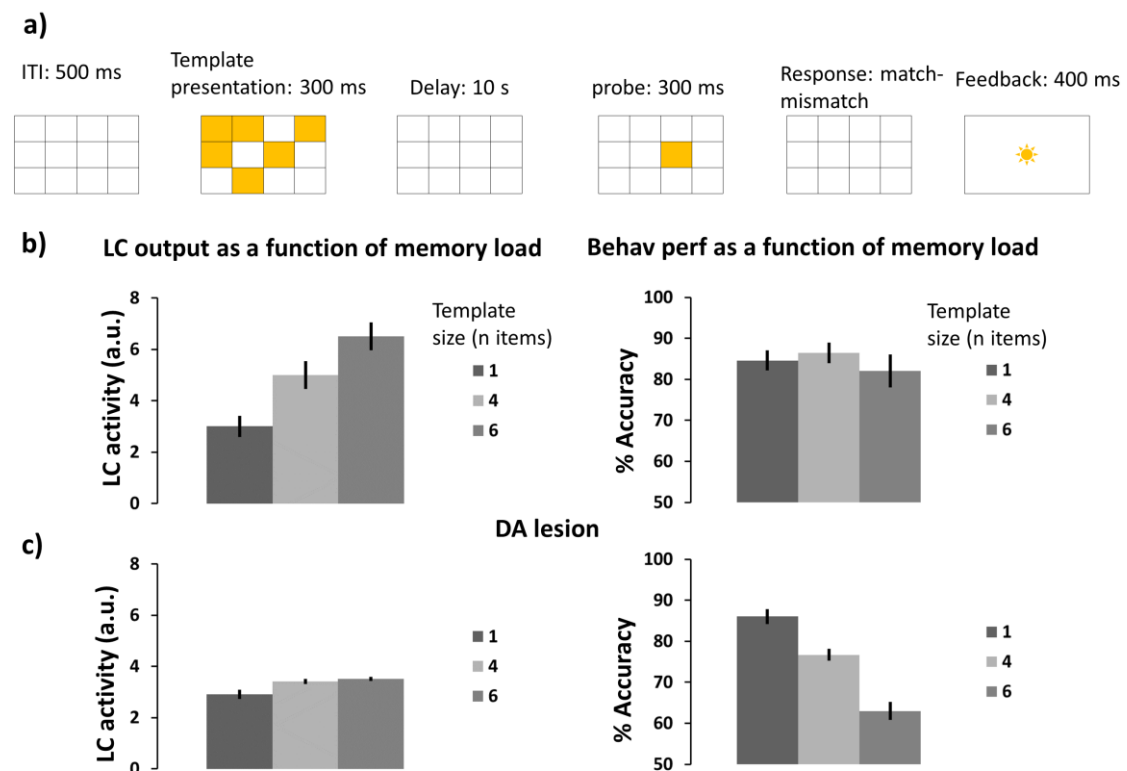 a)
ITI: 500 ms
Template
presentation: 300 ms
Delay: 10 s
probe: 300 ms
Response: match-
mismatch
Feedback: 400 ms
b)
LC output as a function of memory load
Behav perf as a function of memory load
LC activity (a.u.)
8
6
4
2
0
Template
size (n items)
1
4
6
% Accuracy
100
90
80
70
60
50
Template
size (n items)
1
4
6
DA lesion
c)
LC activity (a.u.)
8
6
4
2
0
1
4
6
% Accuracy
100
90
80
70
60
50
1
4
6